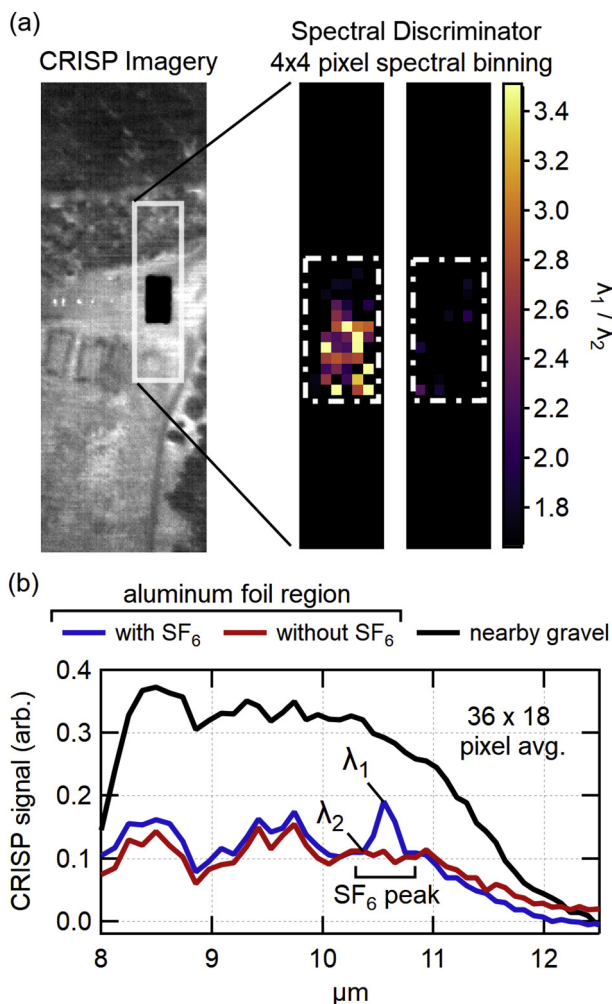 (a)
CRISP Imagery
Spectral Discriminator
4x4 pixel spectral binning
3.4
3.2
3.0
2.8
2.6
2.4
2.2
2.0
1.8
λ1 / λ2
(b)
aluminum foil region
with SF6 without SF6 nearby gravel
CRISP signal (arb.)
0.4
0.3
0.2
0.1
0.0
36 x 18
pixel avg.
λ1
λ2
SF6 peak
8 9 10 11 12
µm